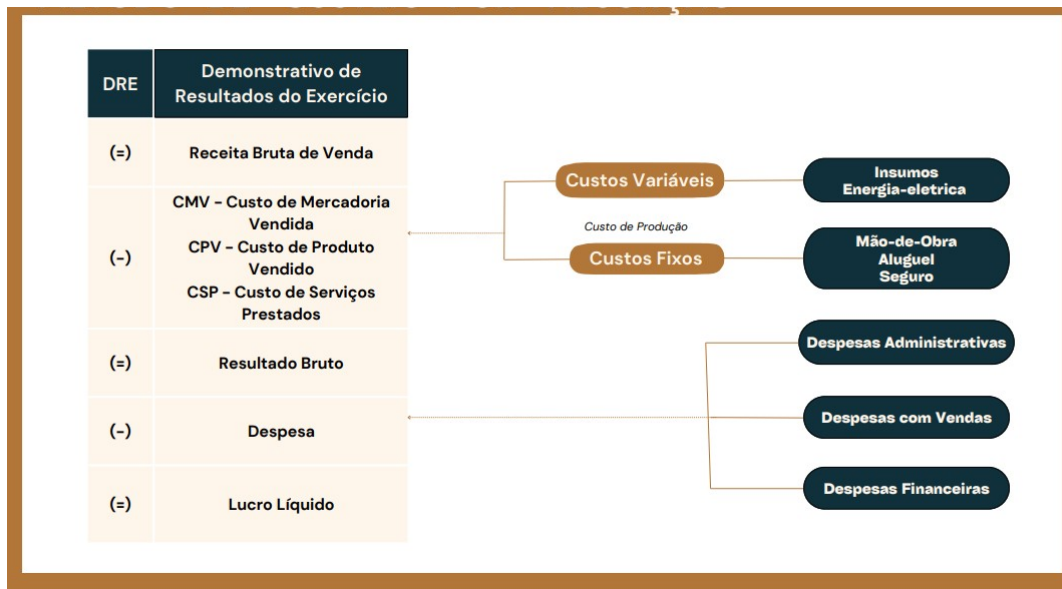 DRE
Demonstrativo de
Resultados do Exercício
(=)
Receita Bruta de Venda
(-)
CMV - Custo de Mercadoria
Vendida
CPV - Custo de Produto
Vendido
CSP - Custo de Serviços
Prestados
(=)
Resultado Bruto
(-)
Despesa
(=)
Lucro Líquido
Custos Variáveis
Insumos
Energia-eletrica
Custo de Produção
Custos Fixos
Mão-de-Obra
Aluguel
Seguro
Despesas Administrativas
Despesas com Vendas
Despesas Financeiras